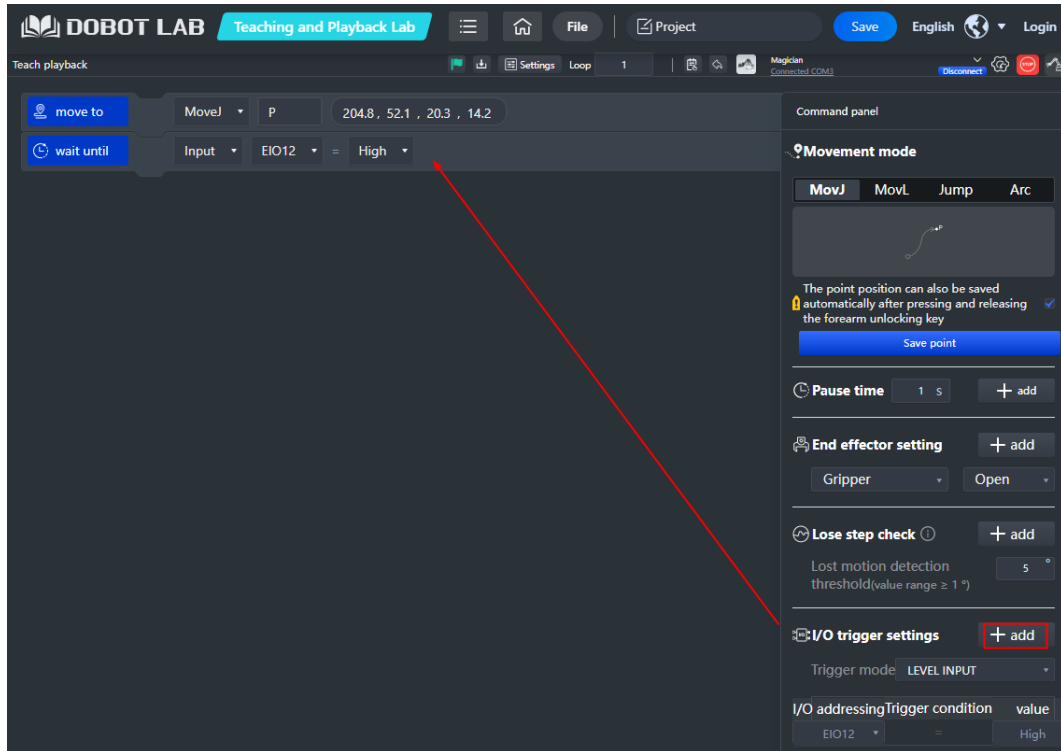 DOBOT LAB Teaching and Playback Lab File Project Save English Login
Teach playback Settings Loop 1 Magician
Connected COM3 Disconnect STOP
move to MoveJ P 204.8 , 52.1 , 20.3 , 14.2
wait until Input EIO12 = High
Command panel
Movement mode
MovJ MovL Jump Arc
P
The point position can also be saved
automatically after pressing and releasing
the forearm unlocking key
Save point
Pause time 1 s + add
End effector setting + add
Gripper Open
Lose step check + add
Lost motion detection
threshold(value range ≥ 1 °) 5 °
I/O trigger settings + add
Trigger mode LEVEL INPUT
I/O addressing Trigger condition value
EIO12 = High